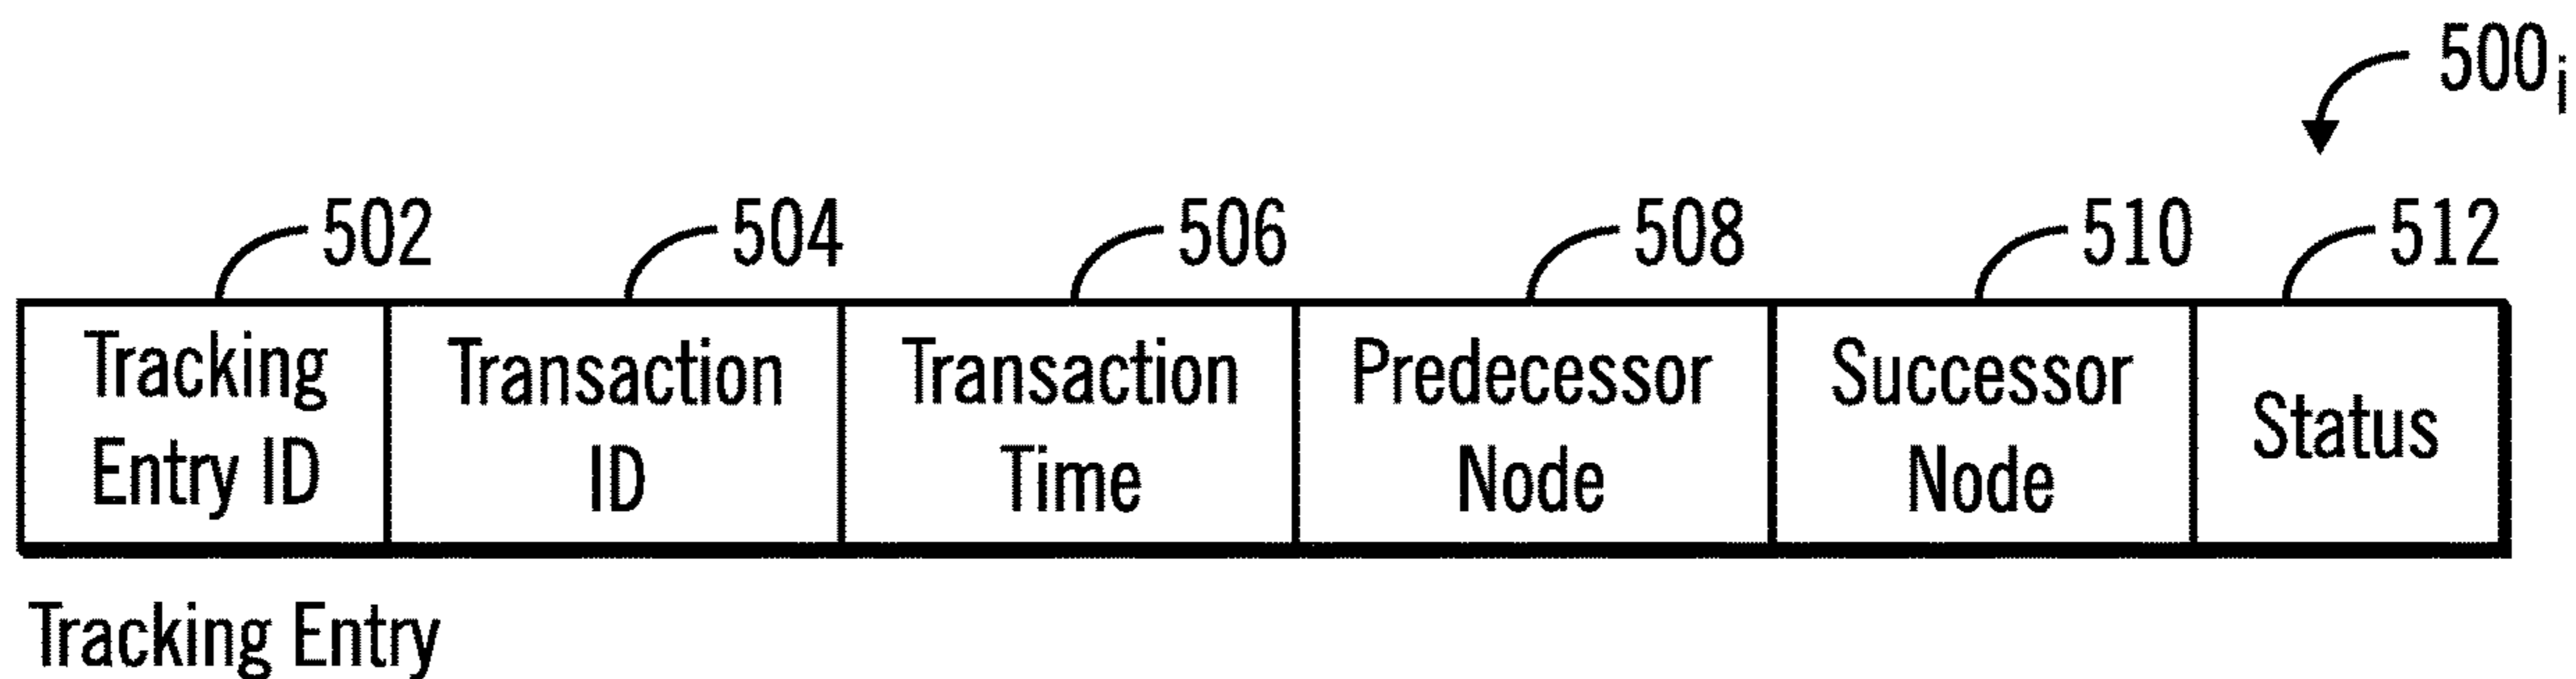 500i
502 504 506 508 510 512
Tracking Entry ID Transaction ID Transaction Time Predecessor Node Successor Node Status
Tracking Entry